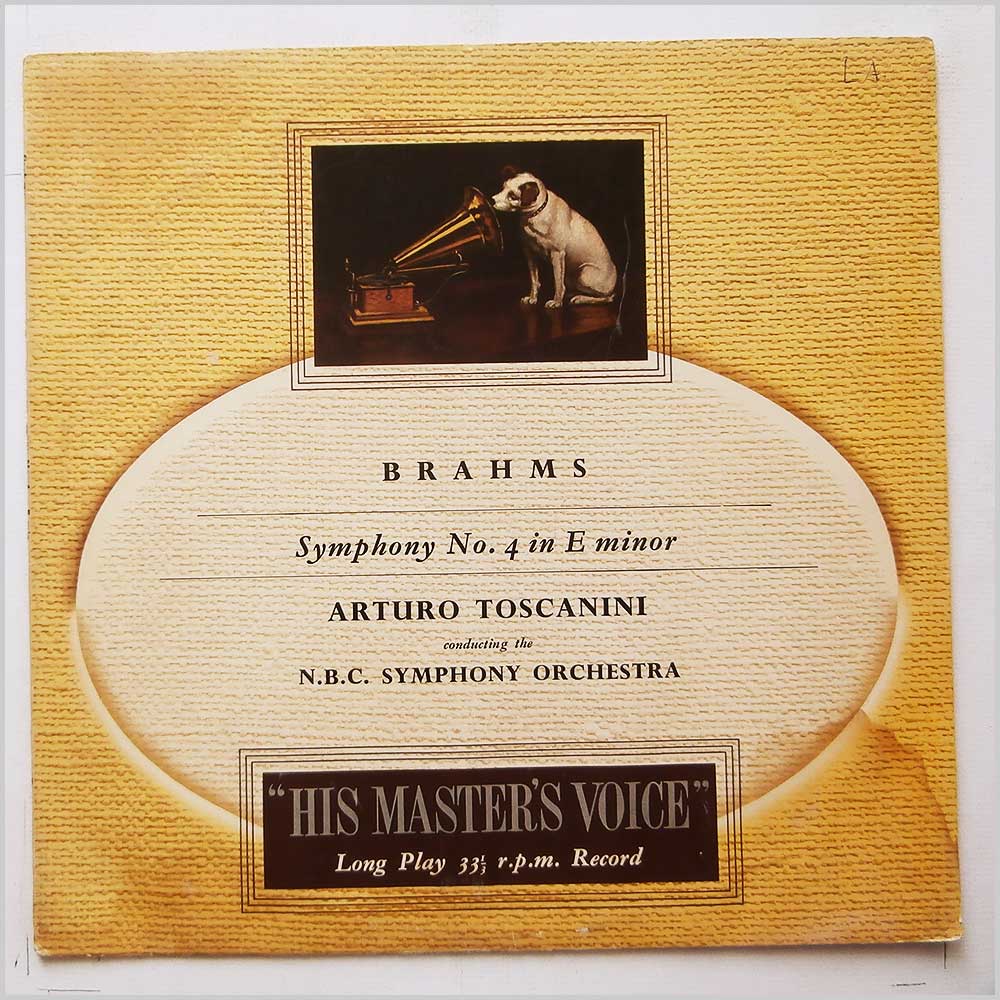 LA
BRAHMS
Symphony No. 4 in E minor
ARTURO TOSCANINI
conducting the
N.B.C. SYMPHONY ORCHESTRA
“HIS MASTER'S VOICE”
Long Play 33⅓ r.p.m. Record